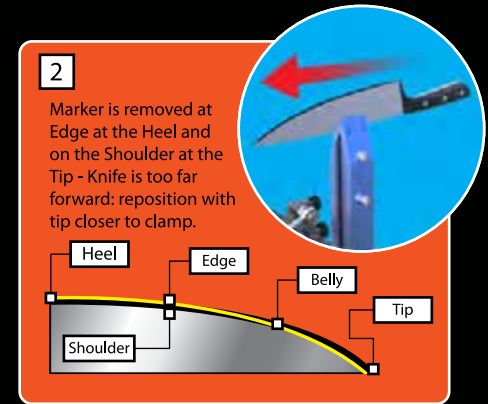 2
Marker is removed at
Edge at the Heel and
on the Shoulder at the
Tip - Knife is too far
forward: reposition with
tip closer to clamp.
Heel
Edge
Belly
Tip
Shoulder